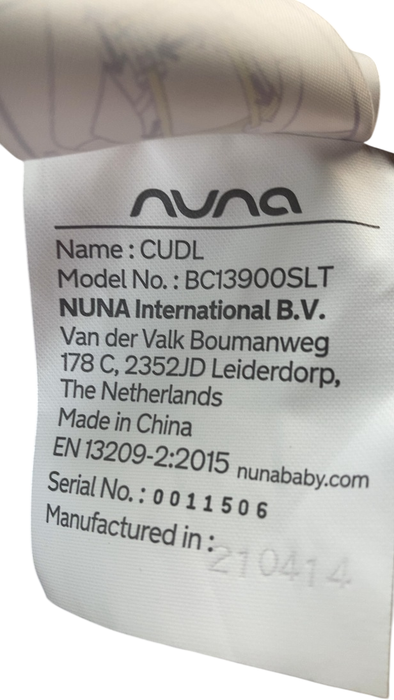 nuna
Name : CUDL
Model No. : BC13900SLT
NUNA International B.V.
Van der Valk Boumanweg
178 C, 2352JD Leiderdorp,
The Netherlands
Made in China
EN 13209-2:2015 nunababy.com
Serial No. : 0011506
Manufactured in : 210414